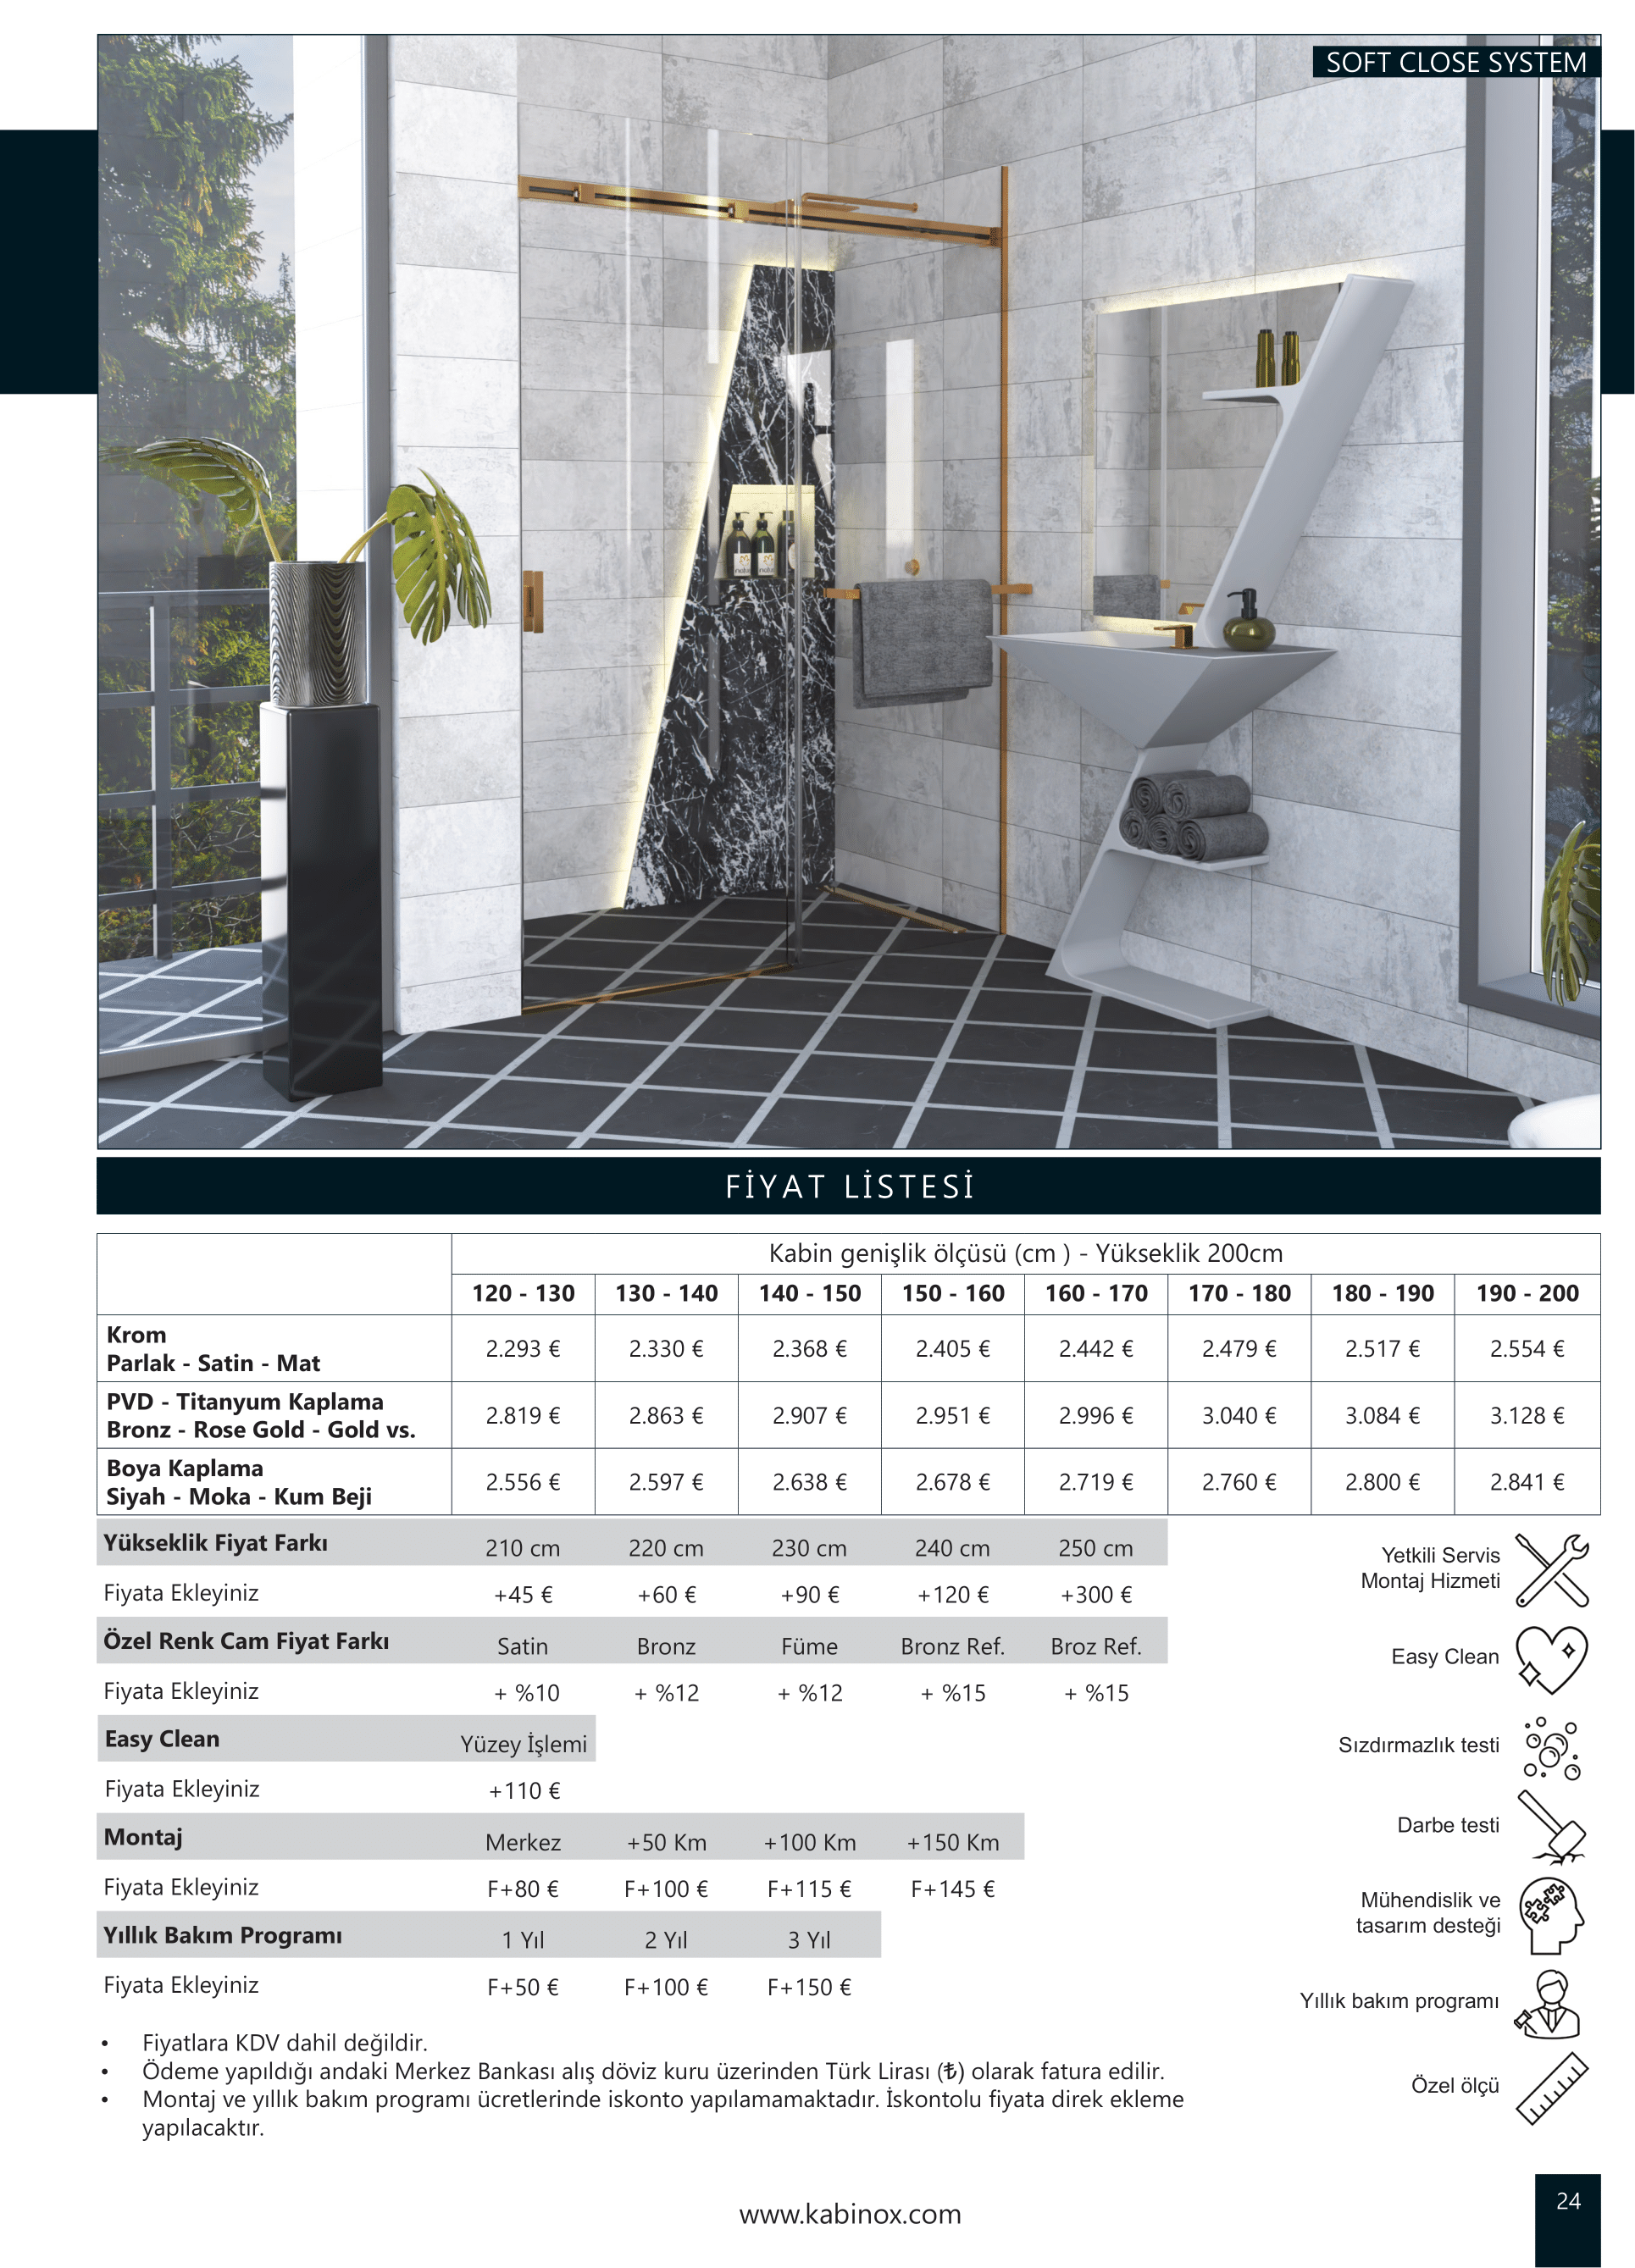 SOFT CLOSE SYSTEM
FİYAT LİSTESİ
Kabin genişlik ölçüsü (cm ) - Yükseklik 200cm
120 - 130 130 - 140 140 - 150 150 - 160 160 - 170 170 - 180 180 - 190 190 - 200
Krom
Parlak - Satin - Mat
2.293 € 2.330 € 2.368 € 2.405 € 2.442 € 2.479 € 2.517 € 2.554 €
PVD - Titanyum Kaplama
Bronz - Rose Gold - Gold vs.
2.819 € 2.863 € 2.907 € 2.951 € 2.996 € 3.040 € 3.084 € 3.128 €
Boya Kaplama
Siyah - Moka - Kum Beji
2.556 € 2.597 € 2.638 € 2.678 € 2.719 € 2.760 € 2.800 € 2.841 €
Yükseklik Fiyat Farkı 210 cm 220 cm 230 cm 240 cm 250 cm
Fiyata Ekleyiniz +45 € +60 € +90 € +120 € +300 €
Özel Renk Cam Fiyat Farkı Satin Bronz Füme Bronz Ref. Broz Ref.
Fiyata Ekleyiniz + %10 + %12 + %12 + %15 + %15
Easy Clean Yüzey İşlemi
Fiyata Ekleyiniz +110 €
Montaj Merkez +50 Km +100 Km +150 Km
Fiyata Ekleyiniz F+80 € F+100 € F+115 € F+145 €
Yıllık Bakım Programı 1 Yıl 2 Yıl 3 Yıl
Fiyata Ekleyiniz F+50 € F+100 € F+150 €
Yetkili Servis
Montaj Hizmeti
Easy Clean
Sızdırmazlık testi
Darbe testi
Mühendislik ve
tasarım desteği
Yıllık bakım programı
Özel ölçü
• Fiyatlara KDV dahil değildir.
• Ödeme yapıldığı andaki Merkez Bankası alış döviz kuru üzerinden Türk Lirası (₺) olarak fatura edilir.
• Montaj ve yıllık bakım programı ücretlerinde iskonto yapılamamaktadır. İskontolu fiyata direk ekleme
yapılacaktır.
www.kabinox.com
24